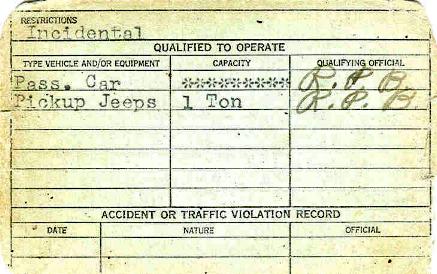 RESTRICTIONS
Incidental
QUALIFIED TO OPERATE
TYPE VEHICLE AND/OR EQUIPMENT CAPACITY QUALIFYING OFFICIAL
Pass. Car ******** R. P. B.
Pickup Jeeps 1 Ton R. P. B.
ACCIDENT OR TRAFFIC VIOLATION RECORD
DATE NATURE OFFICIAL